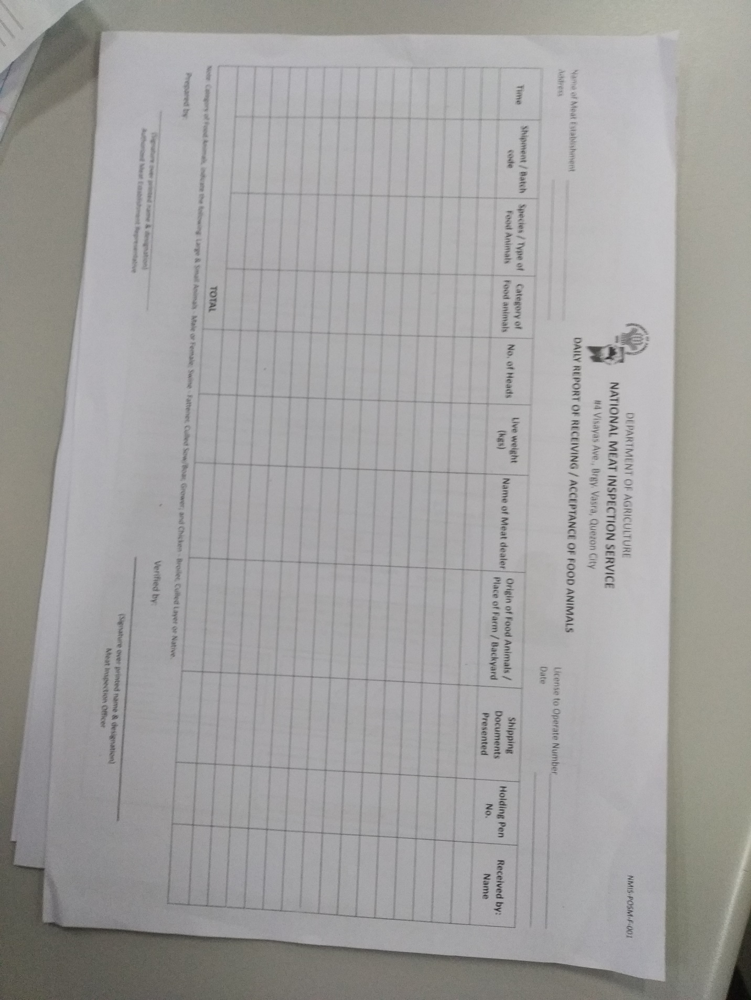 NMIS-POSM-F-001
DEPARTMENT OF AGRICULTURE
NATIONAL MEAT INSPECTION SERVICE
#4 Visayas Ave., Brgy. Vasra, Quezon City
DAILY REPORT OF RECEIVING / ACCEPTANCE OF FOOD ANIMALS
Name of Meat Establishment
License to Operate Number
Address
Date
Time
Shipment / Batch
code
Species / Type of
Food Animals
Category of
Food animals
No. of Heads
Live weight
(kgs)
Name of Meat dealer
Origin of Food Animals /
Place of Farm / Backyard
Shipping
Documents
Presented
Holding Pen
No.
Received by:
Name
TOTAL
Note: Category of Food Animals, indicate the following: Large & Small Animals - Male or Female; Swine - Fattener, Culled Sow/Boar, Grower; and Chicken - Broiler, Culled Layer or Native.
Prepared by:
Verified by:
(Signature over printed name & designation)
Authorized Meat Establishment Representative
(Signature over printed name & designation)
Meat Inspection Officer